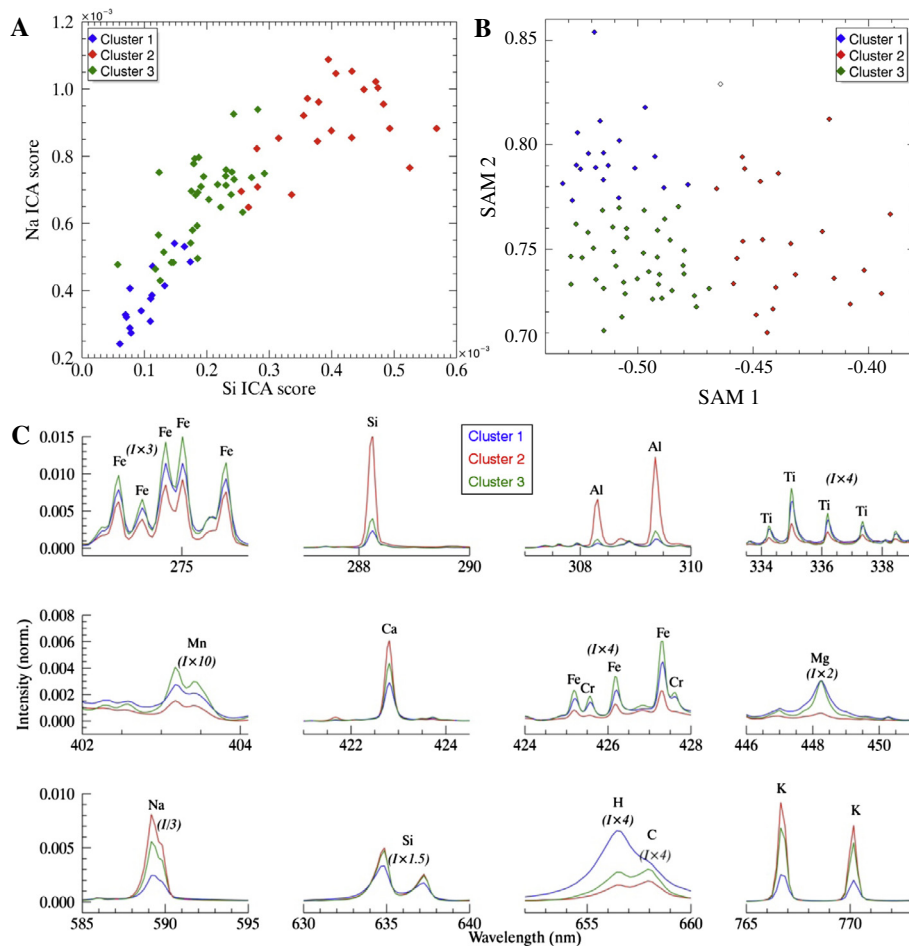 A
×10⁻³
1.2
1.0
0.8
0.6
0.4
0.2
Na ICA score
Cluster 1
Cluster 2
Cluster 3
0.0 0.1 0.2 0.3 0.4 0.5 0.6
×10⁻³
Si ICA score
B
0.85
0.80
0.75
0.70
SAM 2
Cluster 1
Cluster 2
Cluster 3
-0.50 -0.45 -0.40
SAM 1
C
Intensity (norm.)
0.015
0.010
0.005
0.000
Fe Fe Fe Fe Fe
(I×3)
275
Si
288 290
Cluster 1
Cluster 2
Cluster 3
Al Al
308 310
Ti Ti Ti Ti
(I×4)
334 336 338
0.008
0.006
0.004
0.002
0.000
Mn
(I×10)
402 404
Ca
422 424
(I×4)
Fe Cr Fe Fe Cr
424 426 428
Mg
(I×2)
446 448 450
0.010
0.005
0.000
Na
(I/3)
585 590 595
Si
(I×1.5)
630 635 640
H
(I×4)
C
(I×4)
655 660
K K
765 770
Wavelength (nm)